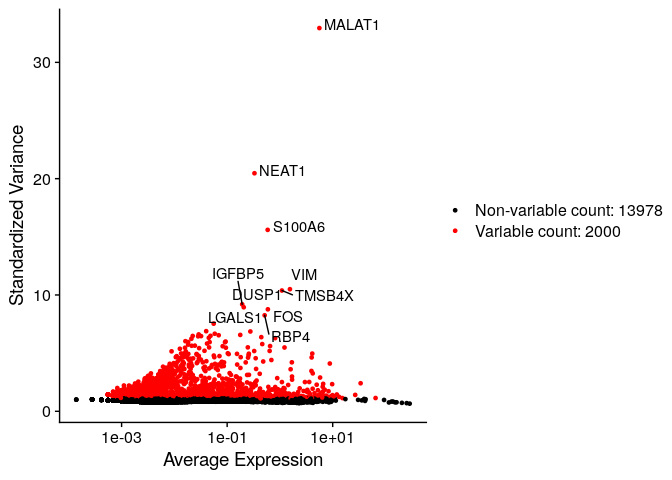 MALAT1
30
NEAT1
20
S100A6
Non-variable count: 13978
Variable count: 2000
Standardized Variance
IGFBP5
VIM
DUSP1
TMSB4X
10
LGALS1
FOS
RBP4
0
1e-03
1e-01
1e+01
Average Expression